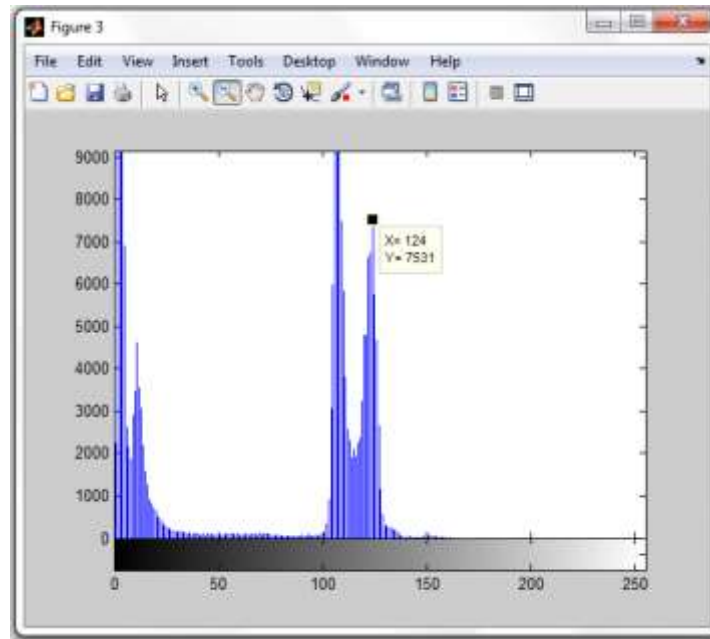 Figure 3
File Edit View Insert Tools Desktop Window Help
9000
8000
7000
6000
5000
4000
3000
2000
1000
0
X= 124
Y= 7531
0 50 100 150 200 250